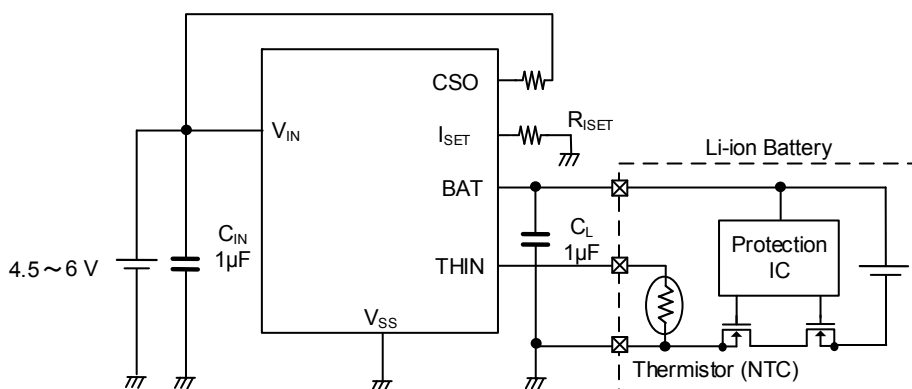 CSO
V_IN
I_SET
R_ISET
Li-ion Battery
BAT
C_IN
1μF
C_L
1μF
Protection
IC
4.5～6 V
THIN
V_SS
Thermistor (NTC)